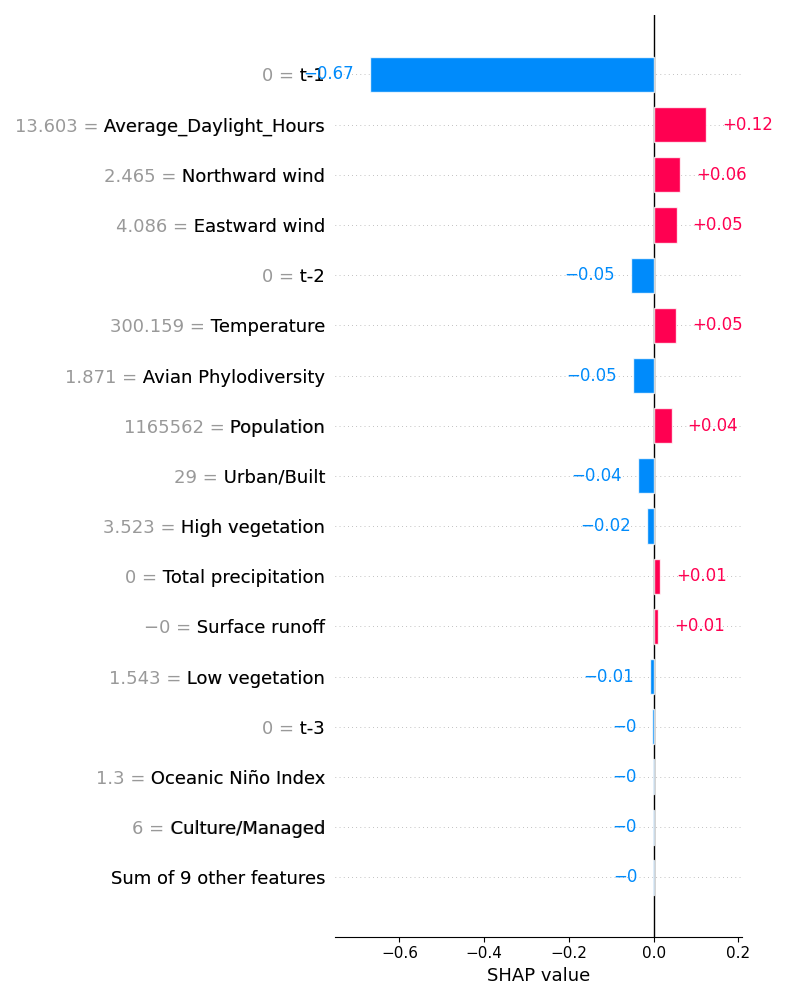 0 = t-1 −0.67
13.603 = Average_Daylight_Hours +0.12
2.465 = Northward wind +0.06
4.086 = Eastward wind +0.05
0 = t-2 −0.05
300.159 = Temperature +0.05
1.871 = Avian Phylodiversity −0.05
1165562 = Population +0.04
29 = Urban/Built −0.04
3.523 = High vegetation −0.02
0 = Total precipitation +0.01
−0 = Surface runoff +0.01
1.543 = Low vegetation −0.01
0 = t-3 −0
1.3 = Oceanic Niño Index −0
6 = Culture/Managed −0
Sum of 9 other features −0
−0.6 −0.4 −0.2 0.0 0.2
SHAP value